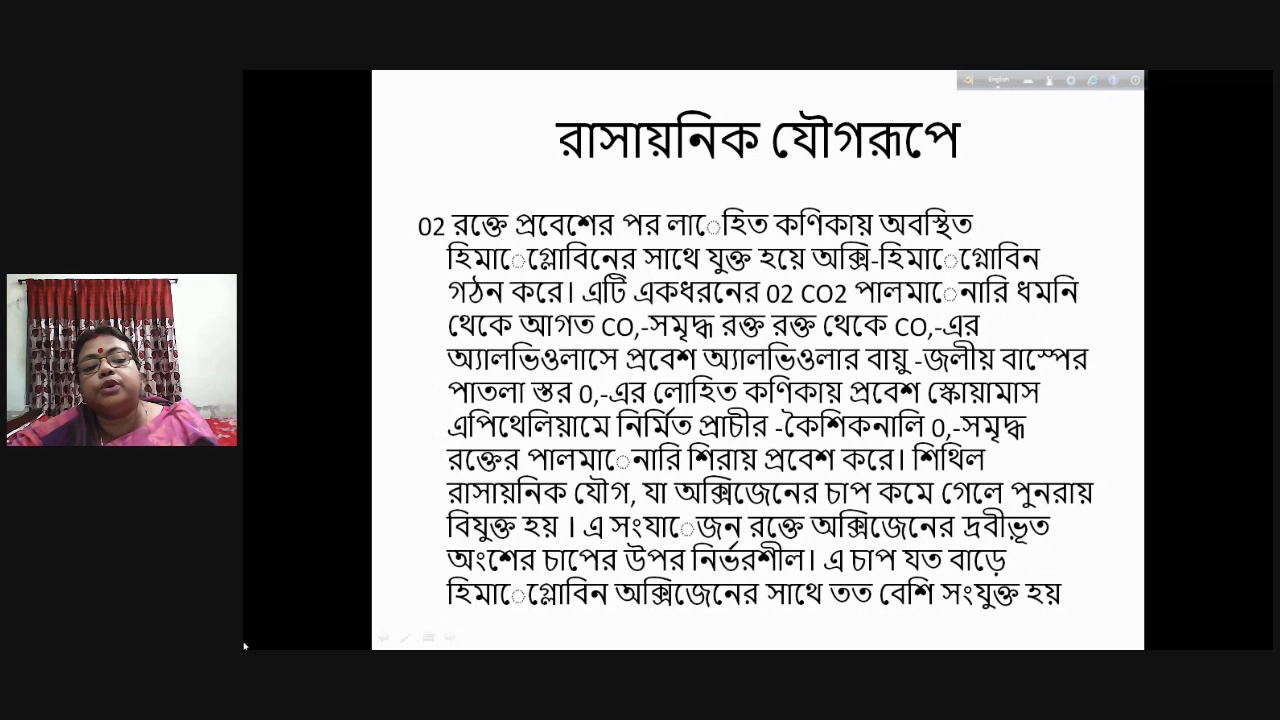 English
রাসায়নিক যৌগরূপে
02 রক্তে প্রবেশের পর লােহিত কণিকায় অবস্থিত
হিমােগ্লোবিনের সাথে যুক্ত হয়ে অক্সি-হিমােগ্নোবিন
গঠন করে। এটি একধরনের 02 CO2 পালমােনারি ধমনি
থেকে আগত CO,-সমৃদ্ধ রক্ত রক্ত থেকে CO,-এর
অ্যালভিওলাসে প্রবেশ অ্যালভিওলার বায়ু -জলীয় বাস্পের
পাতলা স্তর 0,-এর লোহিত কণিকায় প্রবেশ স্কোয়ামাস
এপিথেলিয়ামে নির্মিত প্রাচীর -কৈশিকনালি 0,-সমৃদ্ধ
রক্তের পালমােনারি শিরায় প্রবেশ করে। শিথিল
রাসায়নিক যৌগ, যা অক্সিজেনের চাপ কমে গেলে পুনরায়
বিযুক্ত হয় । এ সংযােজন রক্তে অক্সিজেনের দ্রবীভূত
অংশের চাপের উপর নির্ভরশীল। এ চাপ যত বাড়ে
হিমােগ্লোবিন অক্সিজেনের সাথে তত বেশি সংযুক্ত হয়